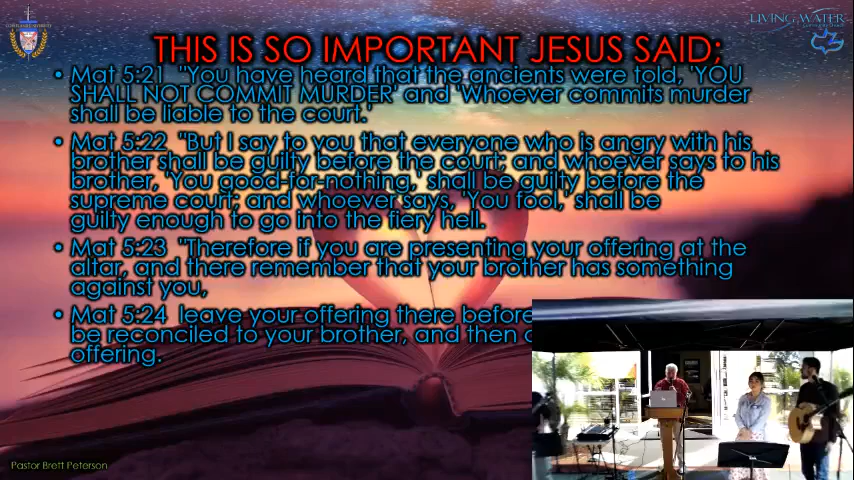 LIVING WATER
THIS IS SO IMPORTANT JESUS SAID;
• Mat 5:21 "You have heard that the ancients were told, 'YOU
SHALL NOT COMMIT MURDER' and 'Whoever commits murder
shall be liable to the court.'
• Mat 5:22 "But I say to you that everyone who is angry with his
brother shall be guilty before the court; and whoever says to his
brother, 'You good-for-nothing,' shall be guilty before the
supreme court; and whoever says, 'You fool,' shall be
guilty enough to go into the fiery hell.
• Mat 5:23 "Therefore if you are presenting your offering at the
altar, and there remember that your brother has something
against you,
• Mat 5:24 leave your offering there before
be reconciled to your brother, and then
offering.
Pastor Brett Peterson